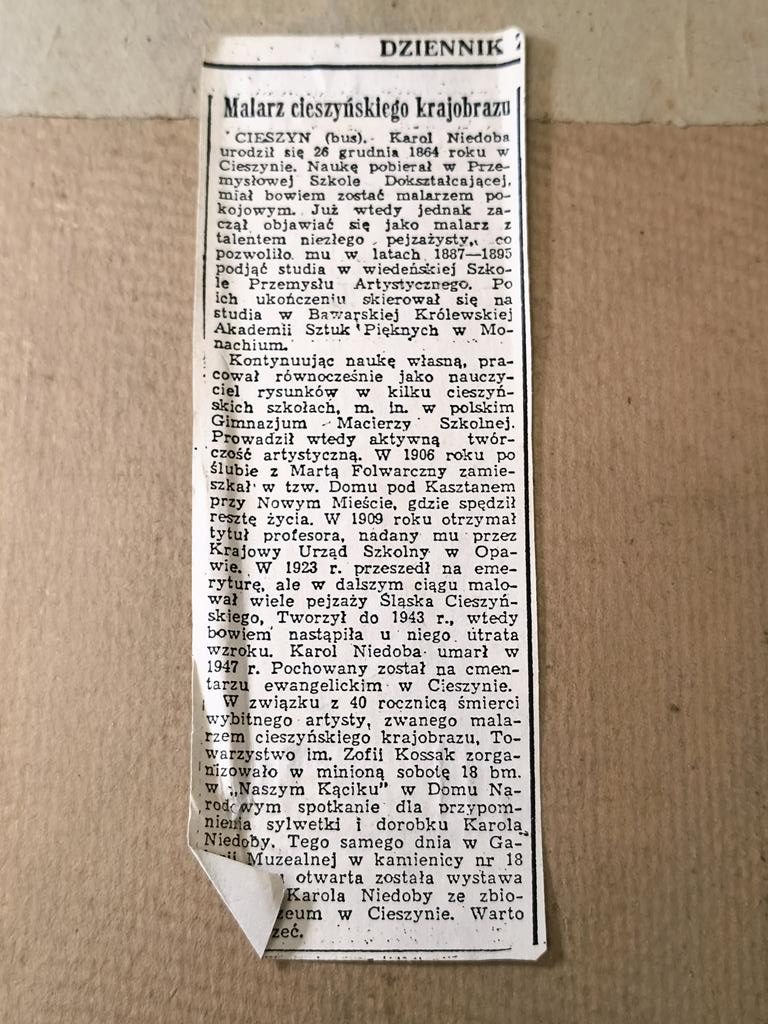 DZIENNIK
Malarz cieszyńskiego krajobrazu
CIESZYN (bus). Karol Niedoba
urodził się 26 grudnia 1864 roku w
Cieszynie. Naukę pobierał w Prze-
mysłowej Szkole Dokształcającej,
miał bowiem zostać malarzem po-
kojowym. Już wtedy jednak za-
czął objawiać się jako malarz z
talentem niezłego pejzażysty, co
pozwoliło mu w latach 1887—1895
podjąć studia w wiedeńskiej Szko-
le Przemysłu Artystycznego. Po
ich ukończeniu skierował się na
studia w Bawarskiej Królewskiej
Akademii Sztuk Pięknych w Mo-
nachium.
Kontynuując naukę własną, pra-
cował równocześnie jako nauczy-
ciel rysunków w kilku cieszyń-
skich szkołach, m. in. w polskim
Gimnazjum Macierzy Szkolnej.
Prowadził wtedy aktywną twór-
czość artystyczną. W 1906 roku po
ślubie z Martą Folwarczny zamie-
szkał w tzw. Domu pod Kasztanem
przy Nowym Mieście, gdzie spędził
resztę życia. W 1909 roku otrzymał
tytuł profesora, nadany mu przez
Krajowy Urząd Szkolny w Opa-
wie. W 1923 r. przeszedł na eme-
ryturę, ale w dalszym ciągu malo-
wał wiele pejzaży Śląska Cieszyń-
skiego, Tworzył do 1943 r., wtedy
bowiem nastąpiła u niego utrata
wzroku. Karol Niedoba umarł w
1947 r. Pochowany został na cmen-
tarzu ewangelickim w Cieszynie.
W związku z 40 rocznicą śmierci
wybitnego artysty, zwanego mala-
rzem cieszyńskiego krajobrazu, To-
warzystwo im. Zofii Kossak zorga-
nizowało w minioną sobotę 18 bm.
w „Naszym Kąciku” w Domu Na-
rodowym spotkanie dla przypom-
nienia sylwetki i dorobku Karola
Niedoby. Tego samego dnia w Ga-
Muzealnej w kamienicy nr 18
otwarta została wystawa
Karola Niedoby ze zbio-
zeum w Cieszynie. Warto
zeć.